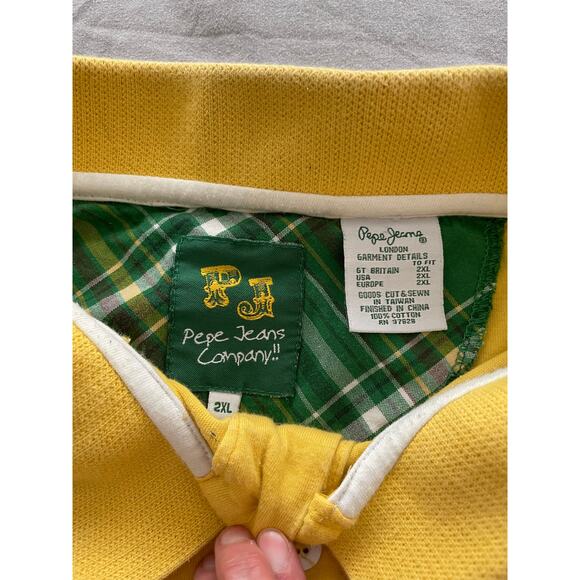 PJ
Pepe Jeans
Company!!
2XL
Pepe Jeans®
LONDON
GARMENT DETAILS
TO FIT
GT BRITAIN 2XL
USA 2XL
EUROPE 2XL
GOODS CUT & SEWN
IN TAIWAN
FINISHED IN CHINA
100% COTTON
RN 97628